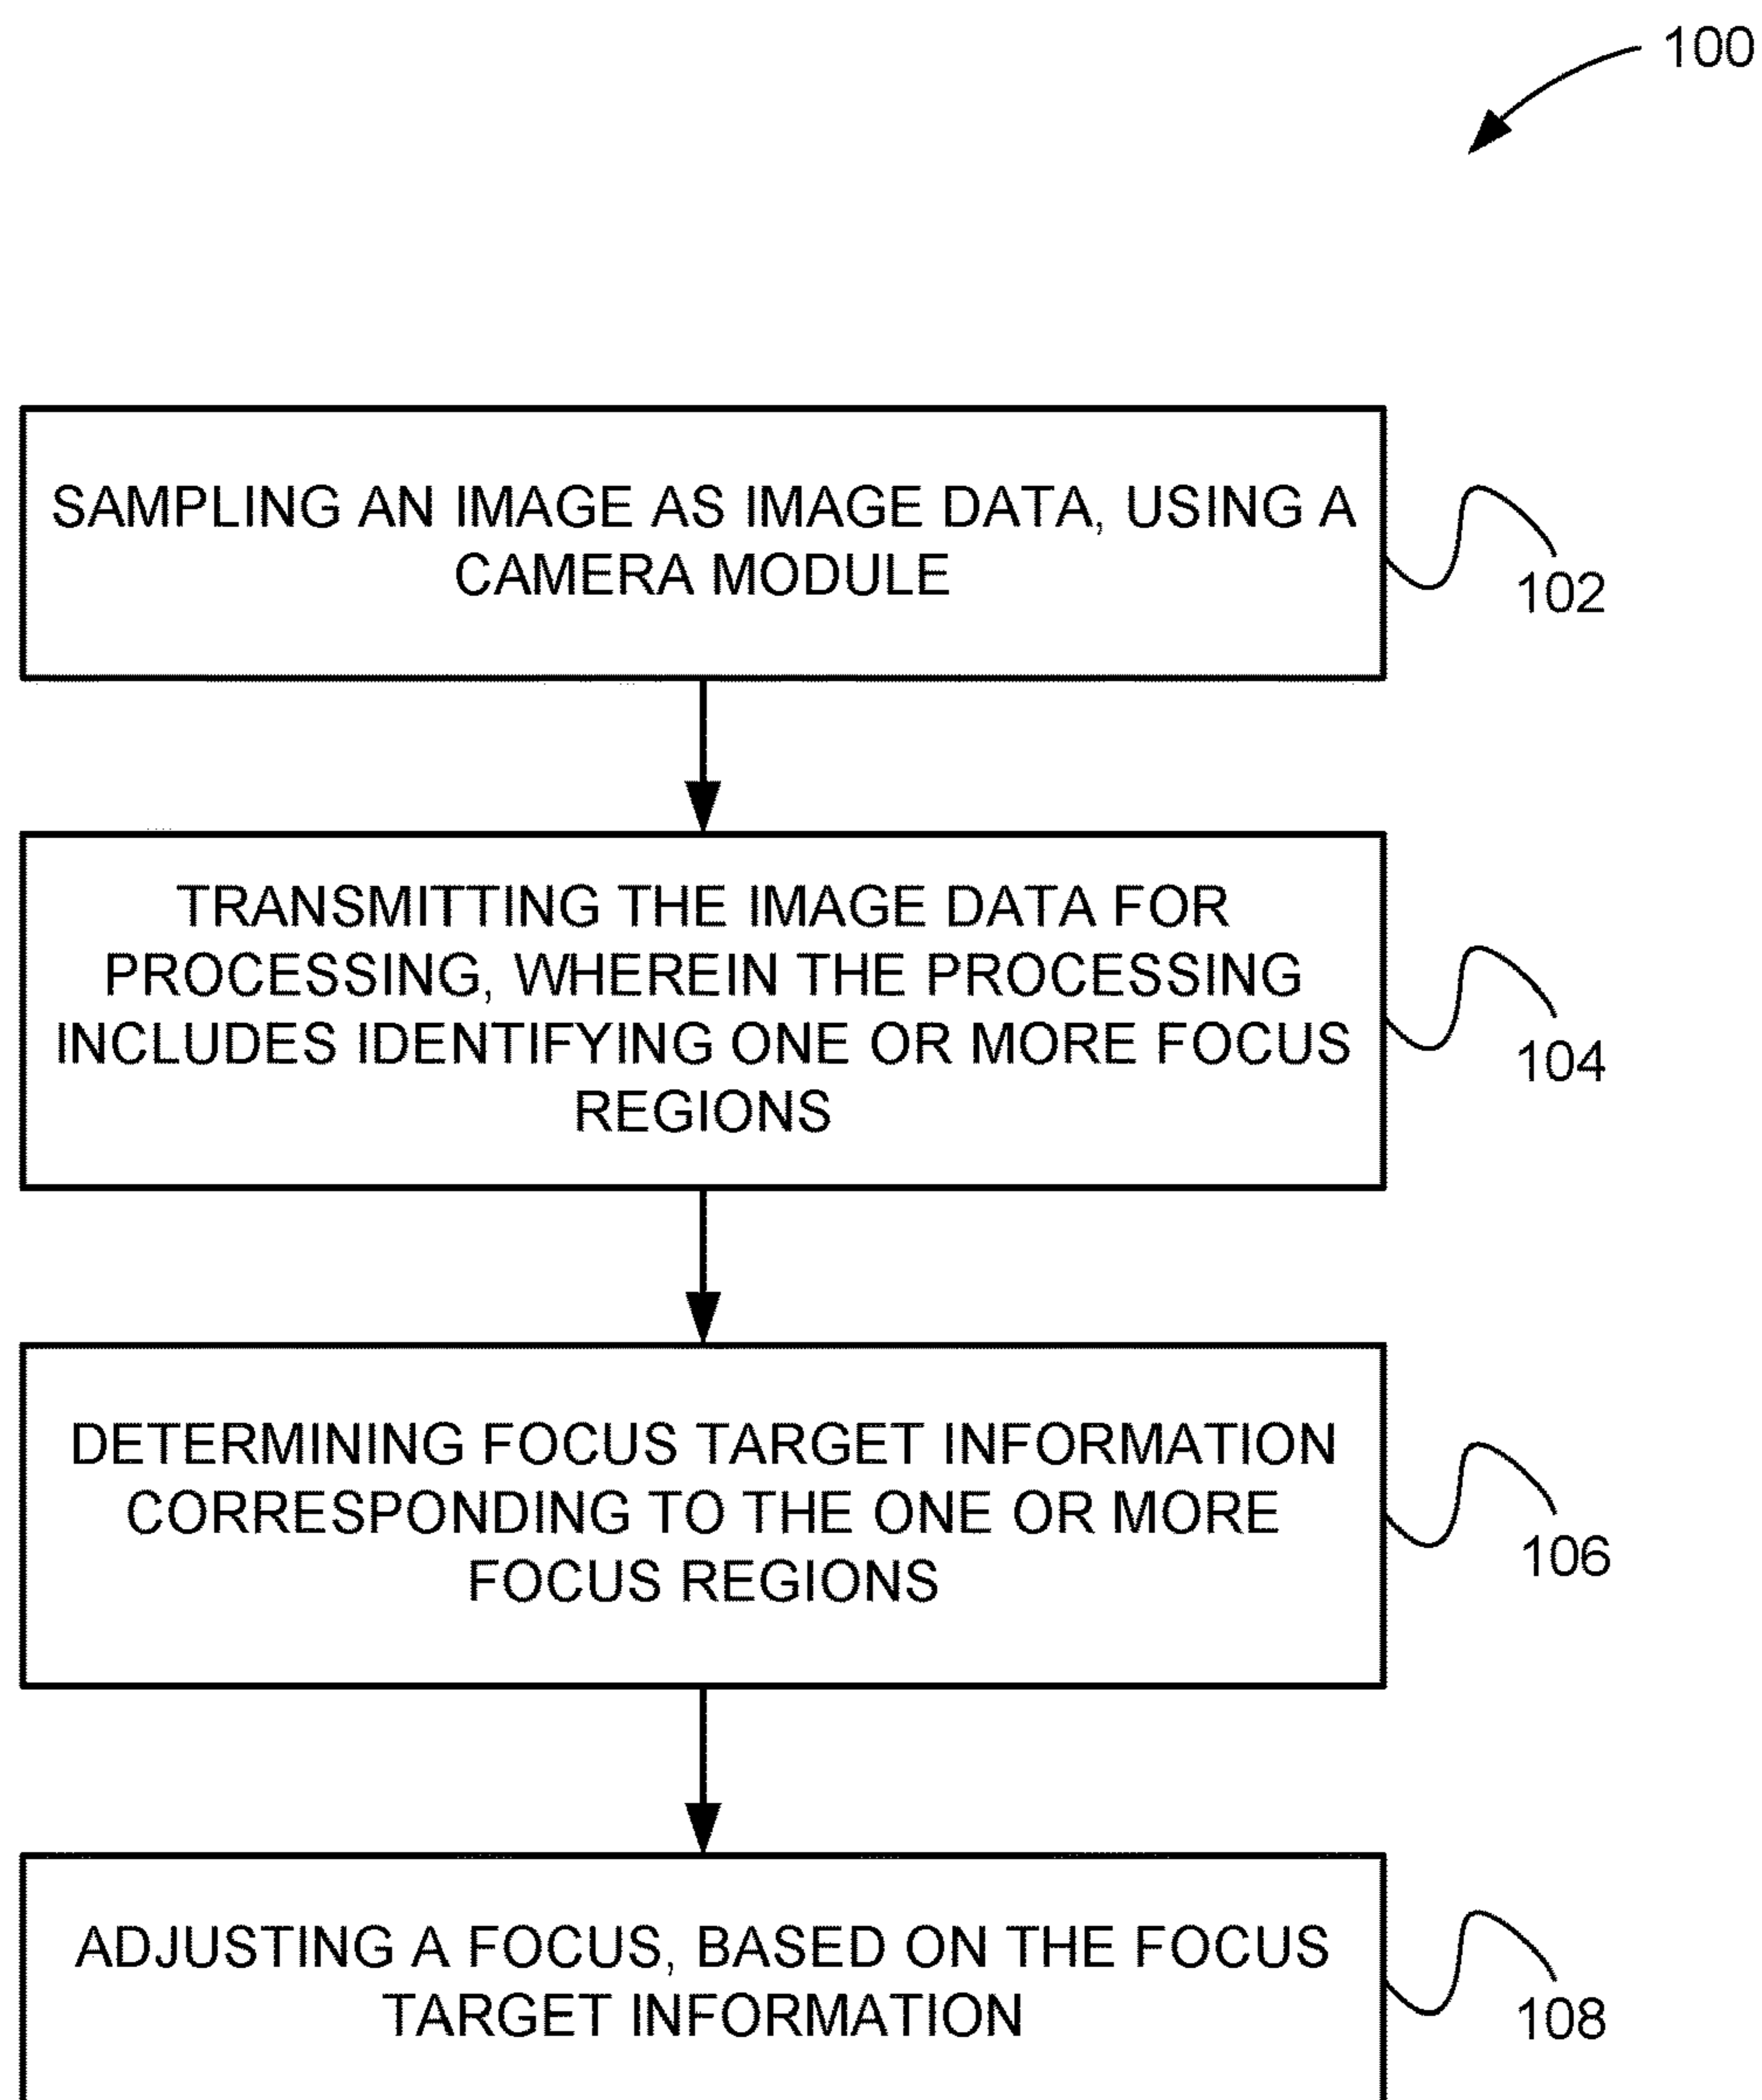 100
SAMPLING AN IMAGE AS IMAGE DATA, USING A
CAMERA MODULE
102
TRANSMITTING THE IMAGE DATA FOR
PROCESSING, WHEREIN THE PROCESSING
INCLUDES IDENTIFYING ONE OR MORE FOCUS
REGIONS
104
DETERMINING FOCUS TARGET INFORMATION
CORRESPONDING TO THE ONE OR MORE
FOCUS REGIONS
106
ADJUSTING A FOCUS, BASED ON THE FOCUS
TARGET INFORMATION
108